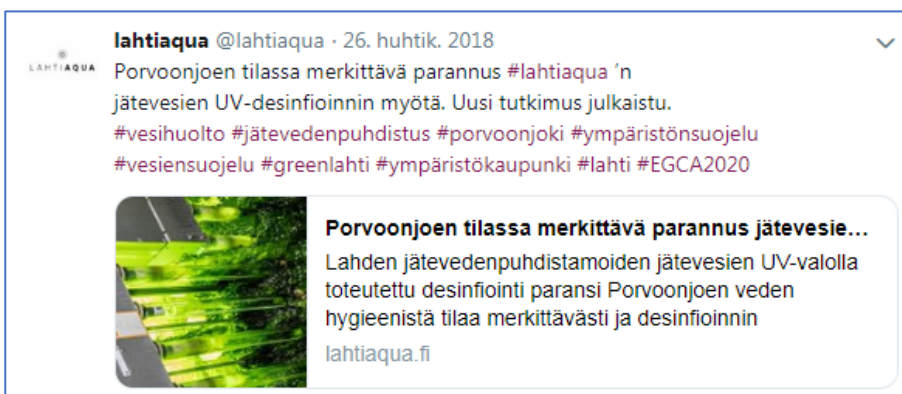 lahtiaqua @lahtiaqua · 26. huhtik. 2018
LAHTIAQUA
Porvoonjoen tilassa merkittävä parannus #lahtiaqua ’n
jätevesien UV-desinfioinnin myötä. Uusi tutkimus julkaistu.
#vesihuolto #jätevedenpuhdistus #porvoonjoki #ympäristönsuojelu
#vesiensuojelu #greenlahti #ympäristökaupunki #lahti #EGCA2020
Porvoonjoen tilassa merkittävä parannus jätevesie...
Lahden jätevedenpuhdistamoiden jätevesien UV-valolla
toteutettu desinfiointi paransi Porvoonjoen veden
hygieenistä tilaa merkittävästi ja desinfioinnin
lahtiaqua.fi